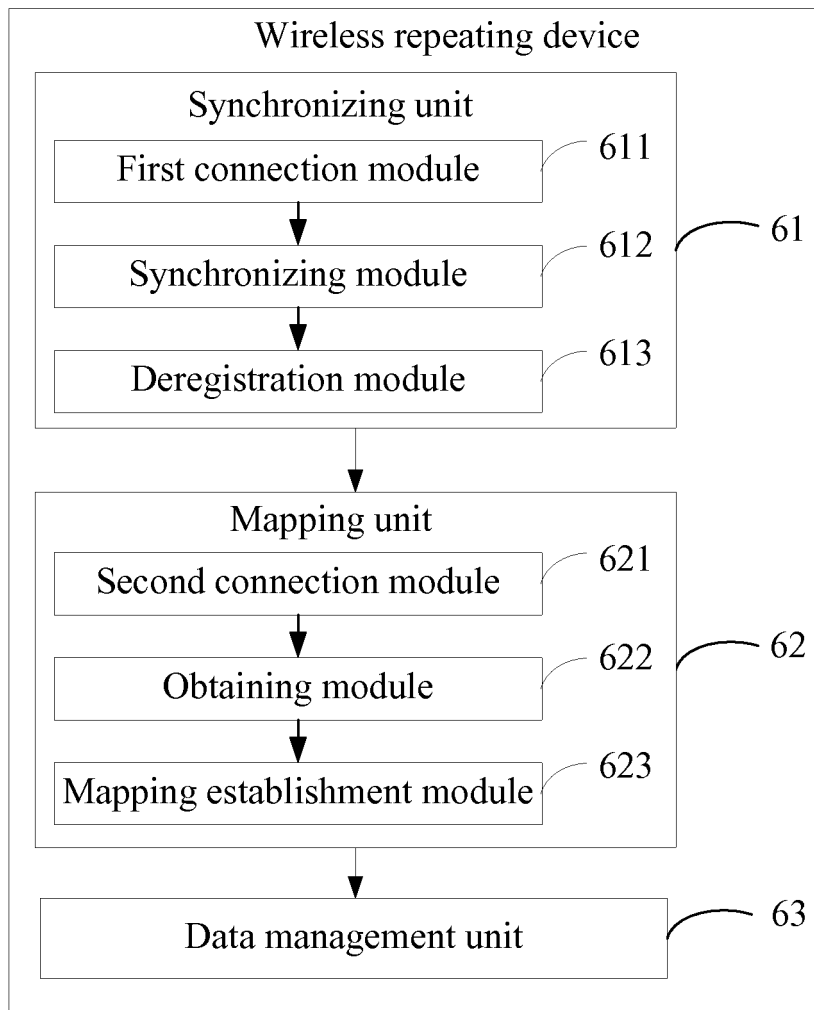 Wireless repeating device
Synchronizing unit
First connection module
611
Synchronizing module
612
61
Deregistration module
613
Mapping unit
Second connection module
621
Obtaining module
622
62
Mapping establishment module
623
Data management unit
63